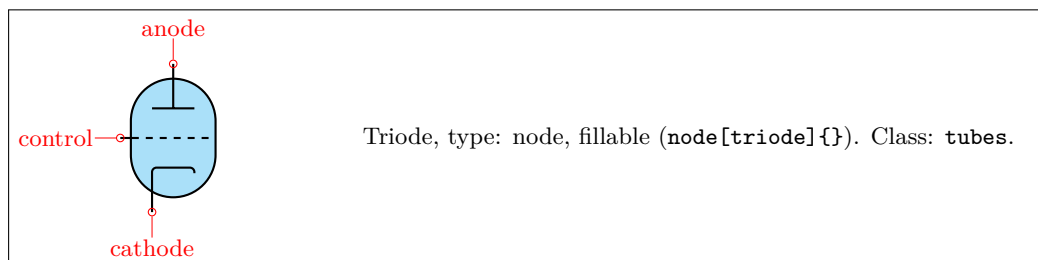 anode
control
Triode, type: node, fillable (node[triode]{}). Class: tubes.
cathode